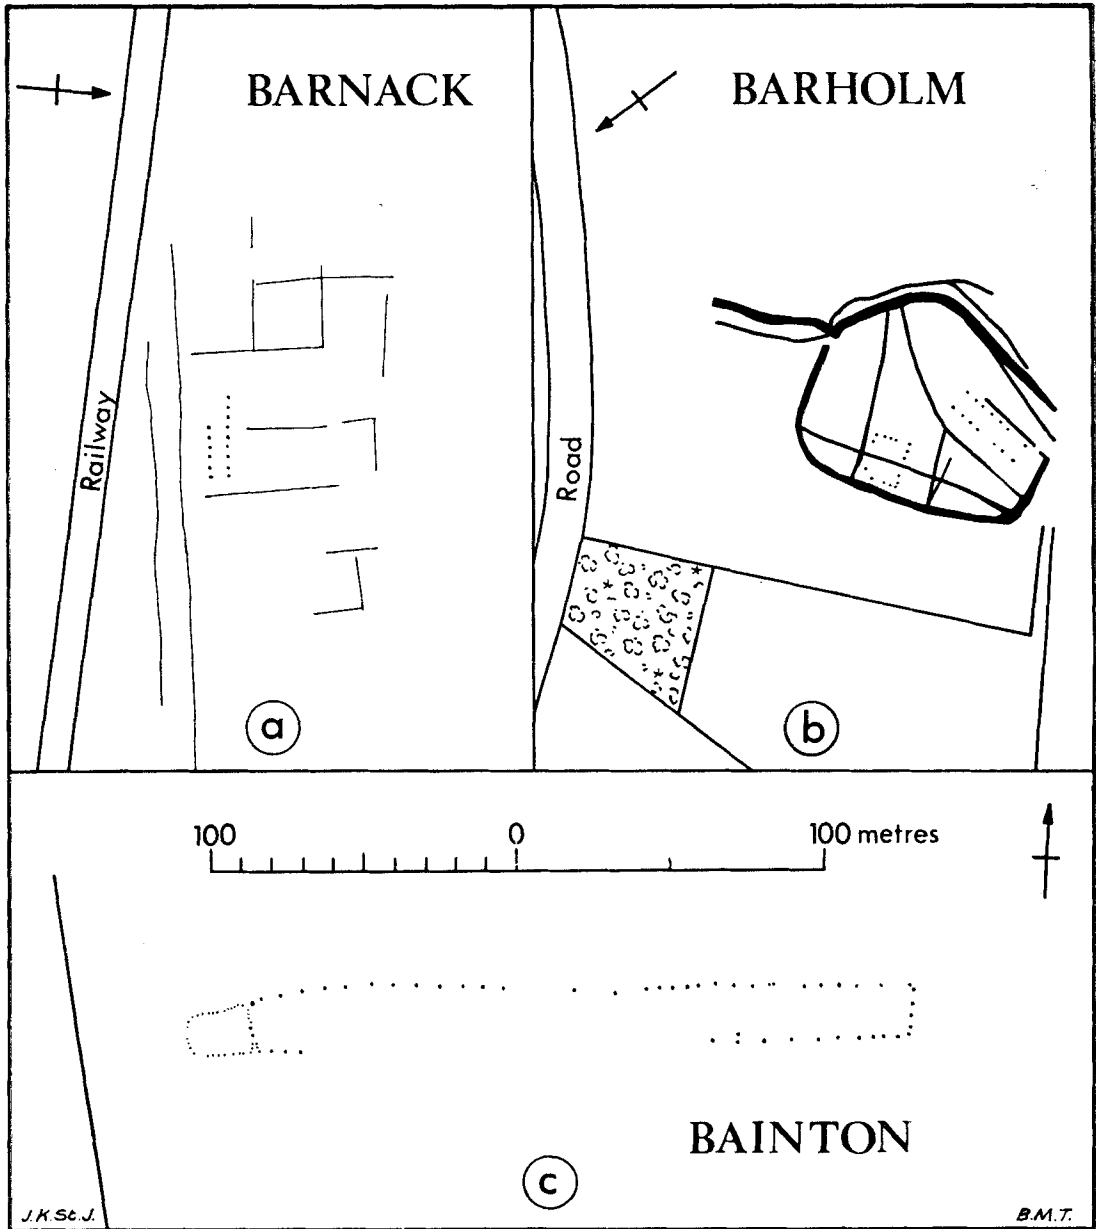 BARNACK
BARHOLM
Railway
Road
a
b
100 0 100 metres
BAINTON
c
J.K.St.J.
B.M.T.